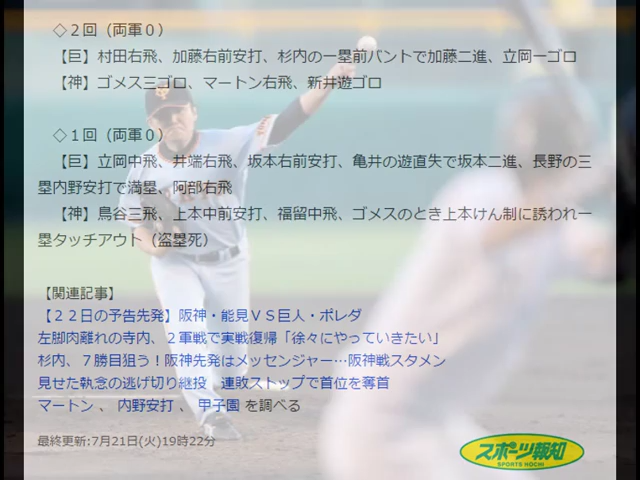 ◇２回（両軍０）
【巨】村田右飛、加藤右前安打、杉内の一塁前バントで加藤二進、立岡一ゴロ
【神】ゴメス三ゴロ、マートン右飛、新井遊ゴロ
◇１回（両軍０）
【巨】立岡中飛、井端右飛、坂本右前安打、亀井の遊直失で坂本二進、長野の三
塁内野安打で満塁、阿部右飛
【神】鳥谷三飛、上本中前安打、福留中飛、ゴメスのとき上本けん制に誘われ一
塁タッチアウト（盗塁死）
【関連記事】
【２２日の予告先発】阪神・能見ＶＳ巨人・ポレダ
左脚肉離れの寺内、２軍戦で実戦復帰「徐々にやっていきたい」
杉内、７勝目狙う！阪神先発はメッセンジャー…阪神戦スタメン
見せた執念の逃げ切り継投　連敗ストップで首位を奪首
マートン 、 内野安打 、 甲子園 を調べる
最終更新:7月21日(火)19時22分
スポーツ報知
SPORTS HOCHI